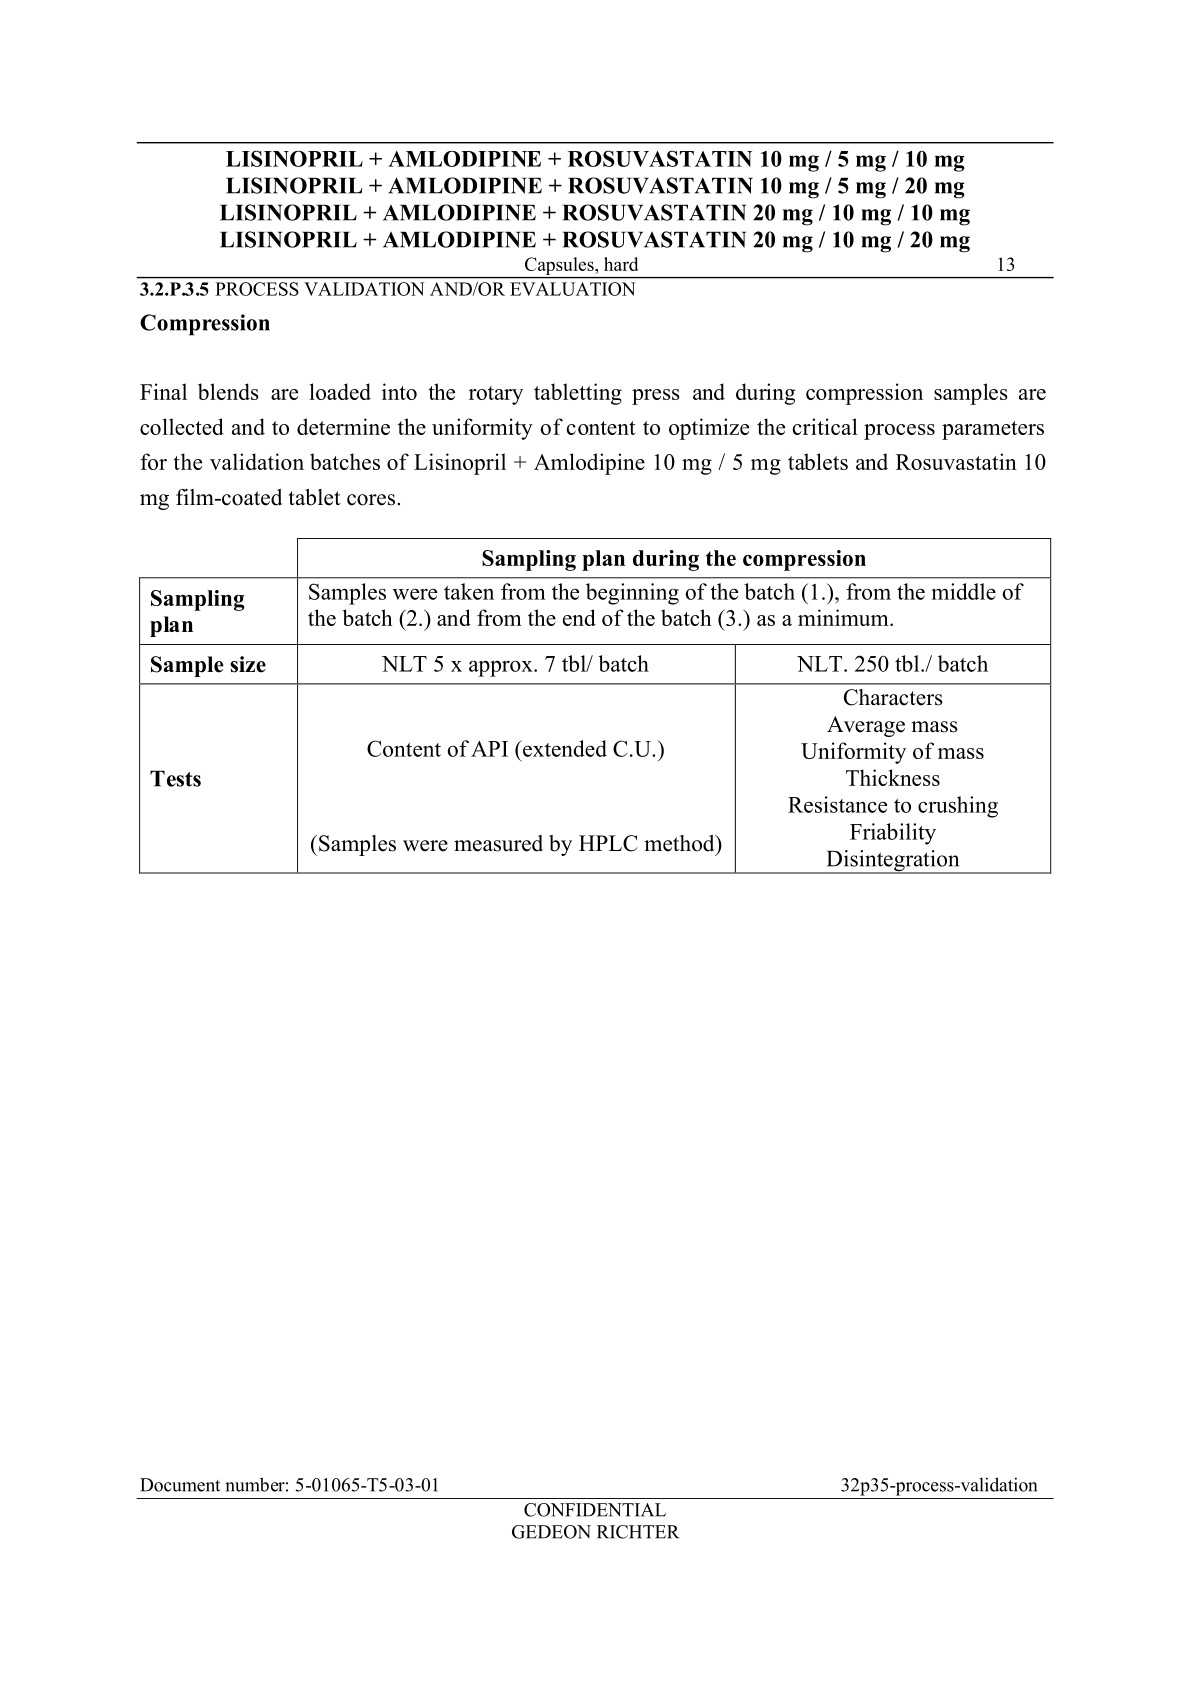 LISINOPRIL + AMLODIPINE + ROSUVASTATIN 10 mg / 5 mg / 10 mg
LISINOPRIL + AMLODIPINE + ROSUVASTATIN 10 mg / 5 mg / 20 mg
LISINOPRIL + AMLODIPINE + ROSUVASTATIN 20 mg / 10 mg / 10 mg
LISINOPRIL + AMLODIPINE + ROSUVASTATIN 20 mg / 10 mg / 20 mg
Capsules, hard 13
3.2.P.3.5 PROCESS VALIDATION AND/OR EVALUATION
Compression
Final blends are loaded into the rotary tabletting press and during compression samples are
collected and to determine the uniformity of content to optimize the critical process parameters
for the validation batches of Lisinopril + Amlodipine 10 mg / 5 mg tablets and Rosuvastatin 10
mg film-coated tablet cores.
Sampling plan during the compression
Sampling
plan
Samples were taken from the beginning of the batch (1.), from the middle of
the batch (2.) and from the end of the batch (3.) as a minimum.
Sample size NLT 5 x approx. 7 tbl/ batch NLT. 250 tbl./ batch
Tests
Content of API (extended C.U.)
(Samples were measured by HPLC method)
Characters
Average mass
Uniformity of mass
Thickness
Resistance to crushing
Friability
Disintegration
Document number: 5-01065-T5-03-01 32p35-process-validation
CONFIDENTIAL
GEDEON RICHTER